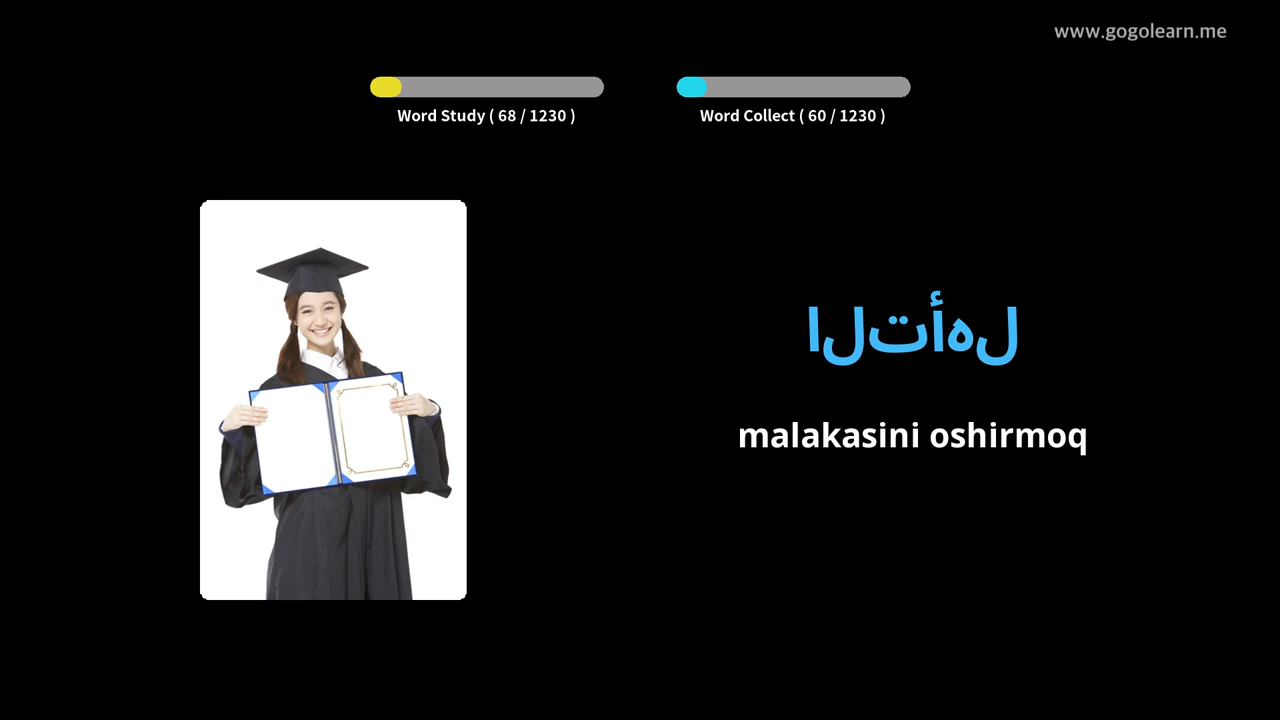 www.gogolearn.me
Word Study ( 68 / 1230 )
Word Collect ( 60 / 1230 )
التأهل
malakasini oshirmoq